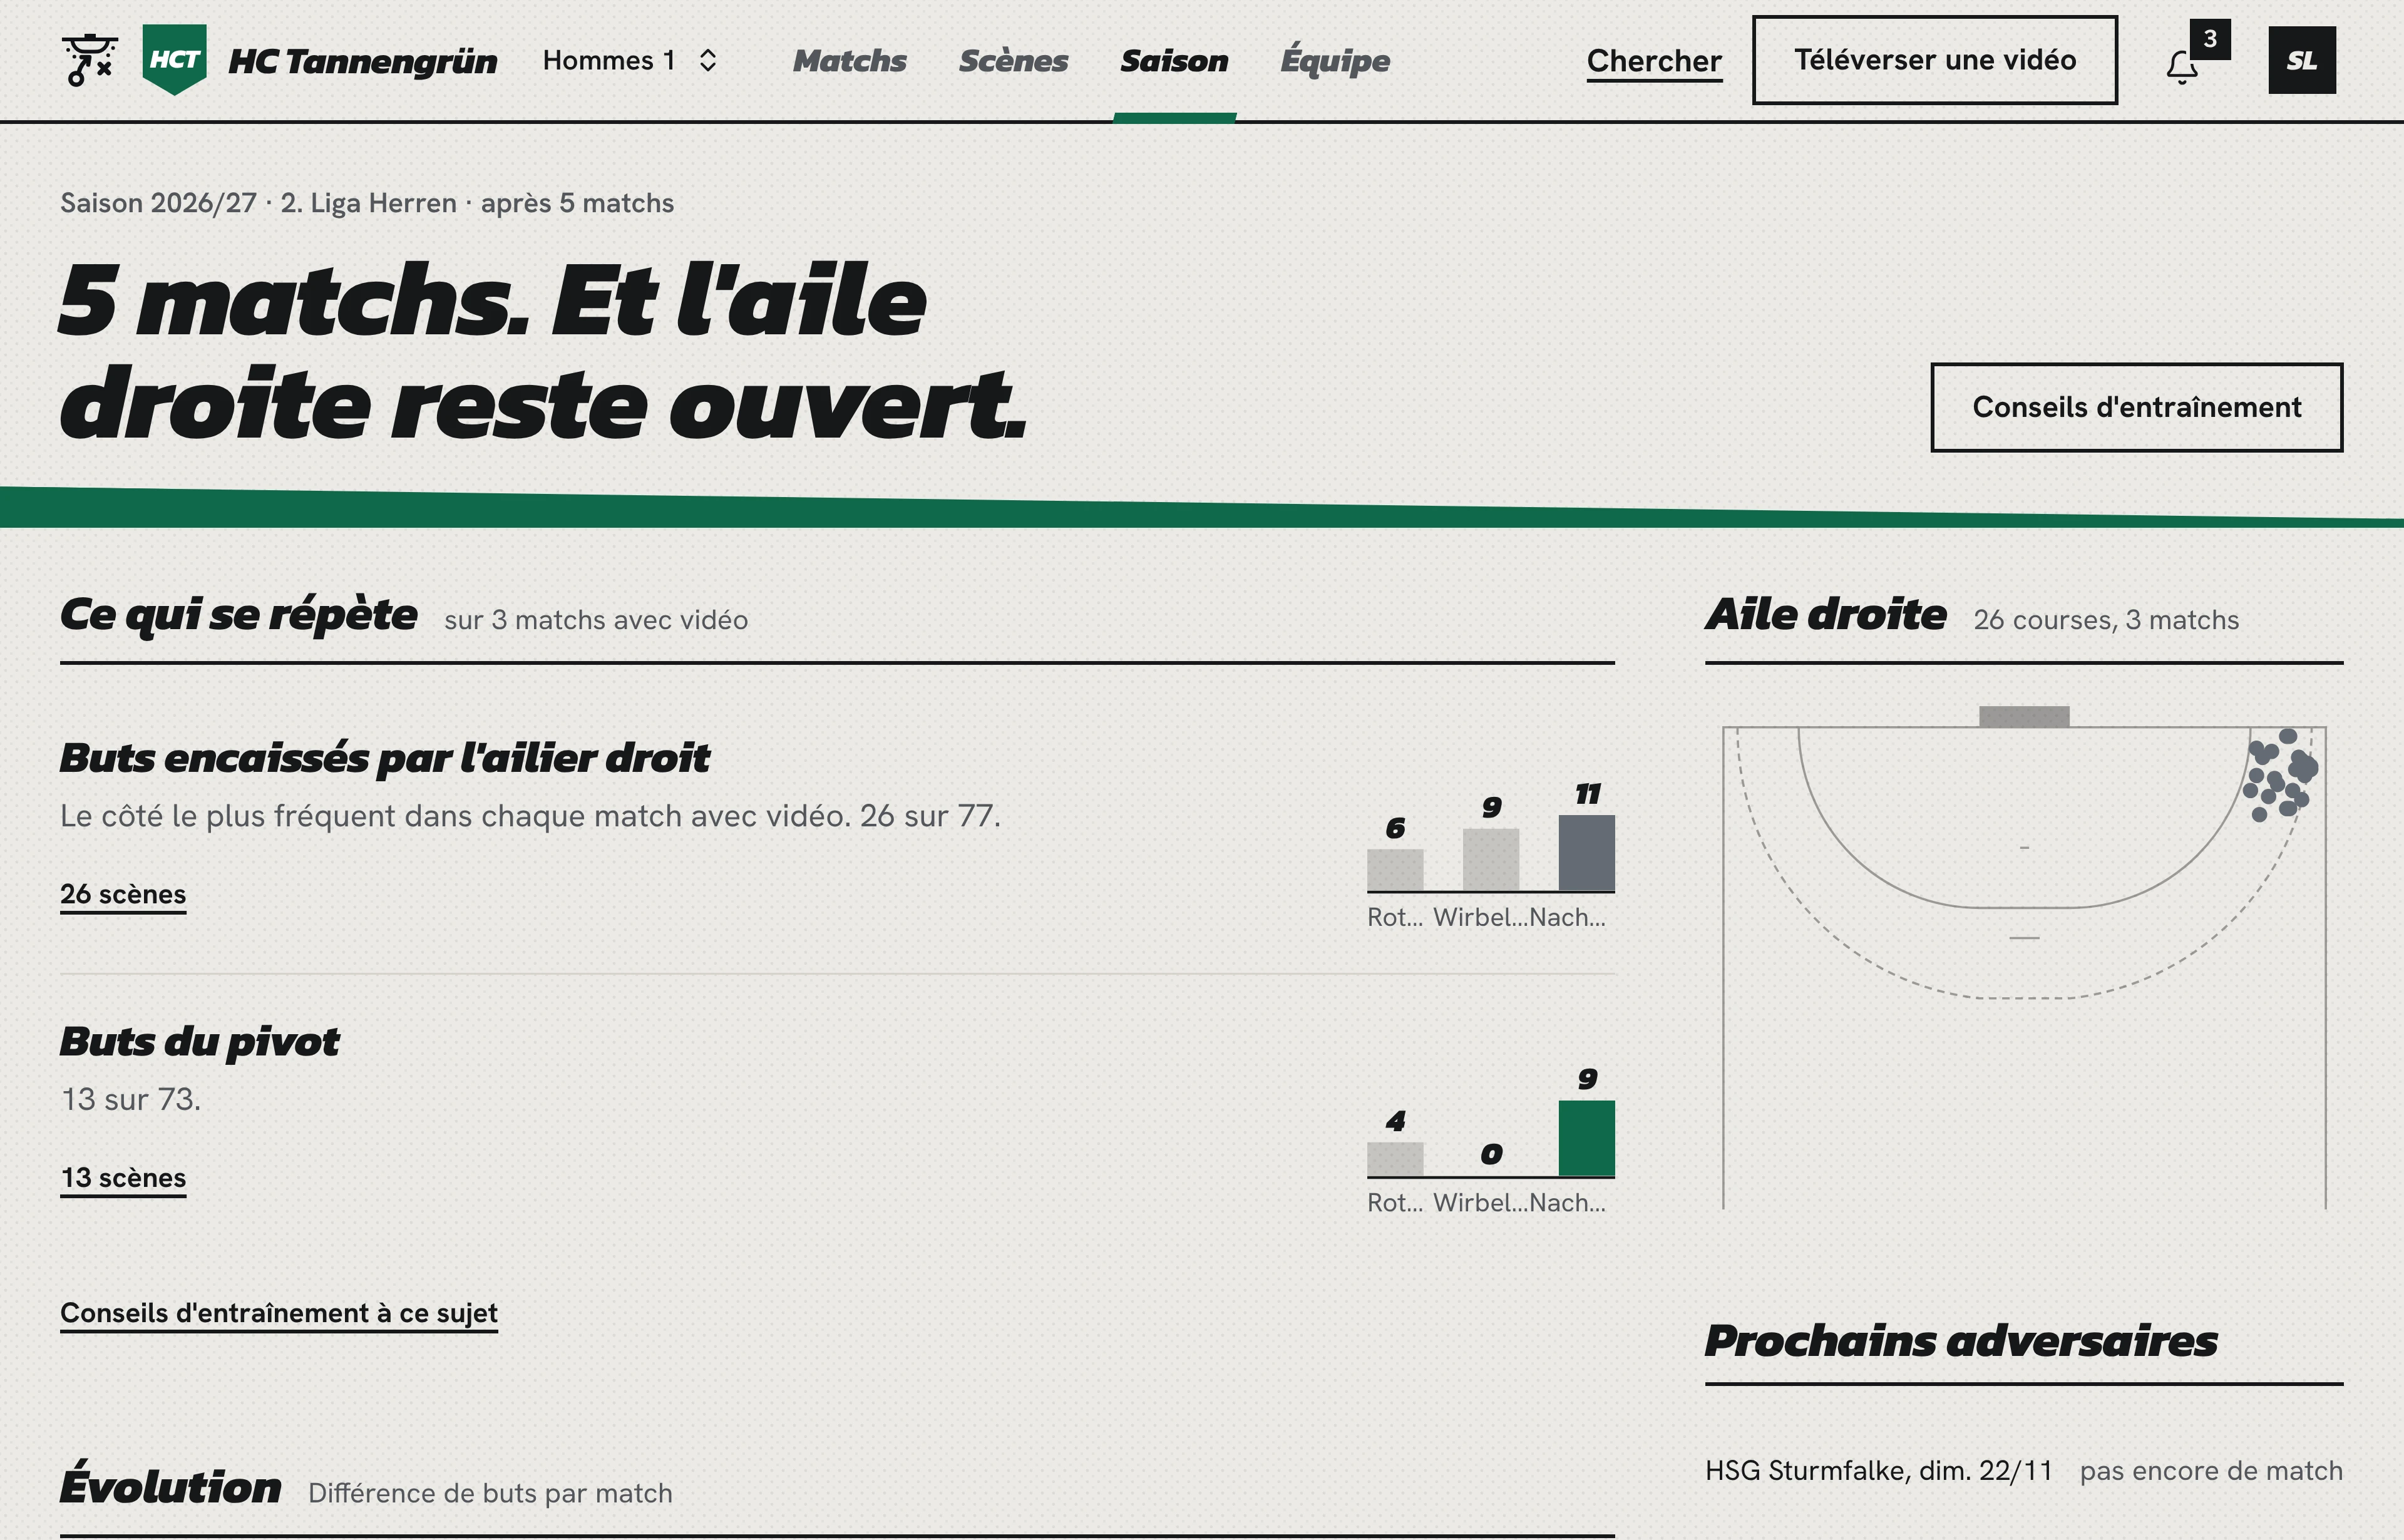 HCT HC Tannengrün Hommes 1 Matchs Scènes Saison Équipe Chercher Téléverser une vidéo 3 SL
Saison 2026/27 · 2. Liga Herren · après 5 matchs
5 matchs. Et l'aile
droite reste ouvert.
Conseils d'entraînement
Ce qui se répète sur 3 matchs avec vidéo
Buts encaissés par l'ailier droit
Le côté le plus fréquent dans chaque match avec vidéo. 26 sur 77.
26 scènes
6 9 11
Rot... Wirbel... Nach...
Buts du pivot
13 sur 73.
13 scènes
4 0 9
Rot... Wirbel... Nach...
Conseils d'entraînement à ce sujet
Évolution Différence de buts par match
Aile droite 26 courses, 3 matchs
Prochains adversaires
HSG Sturmfalke, dim. 22/11 pas encore de match